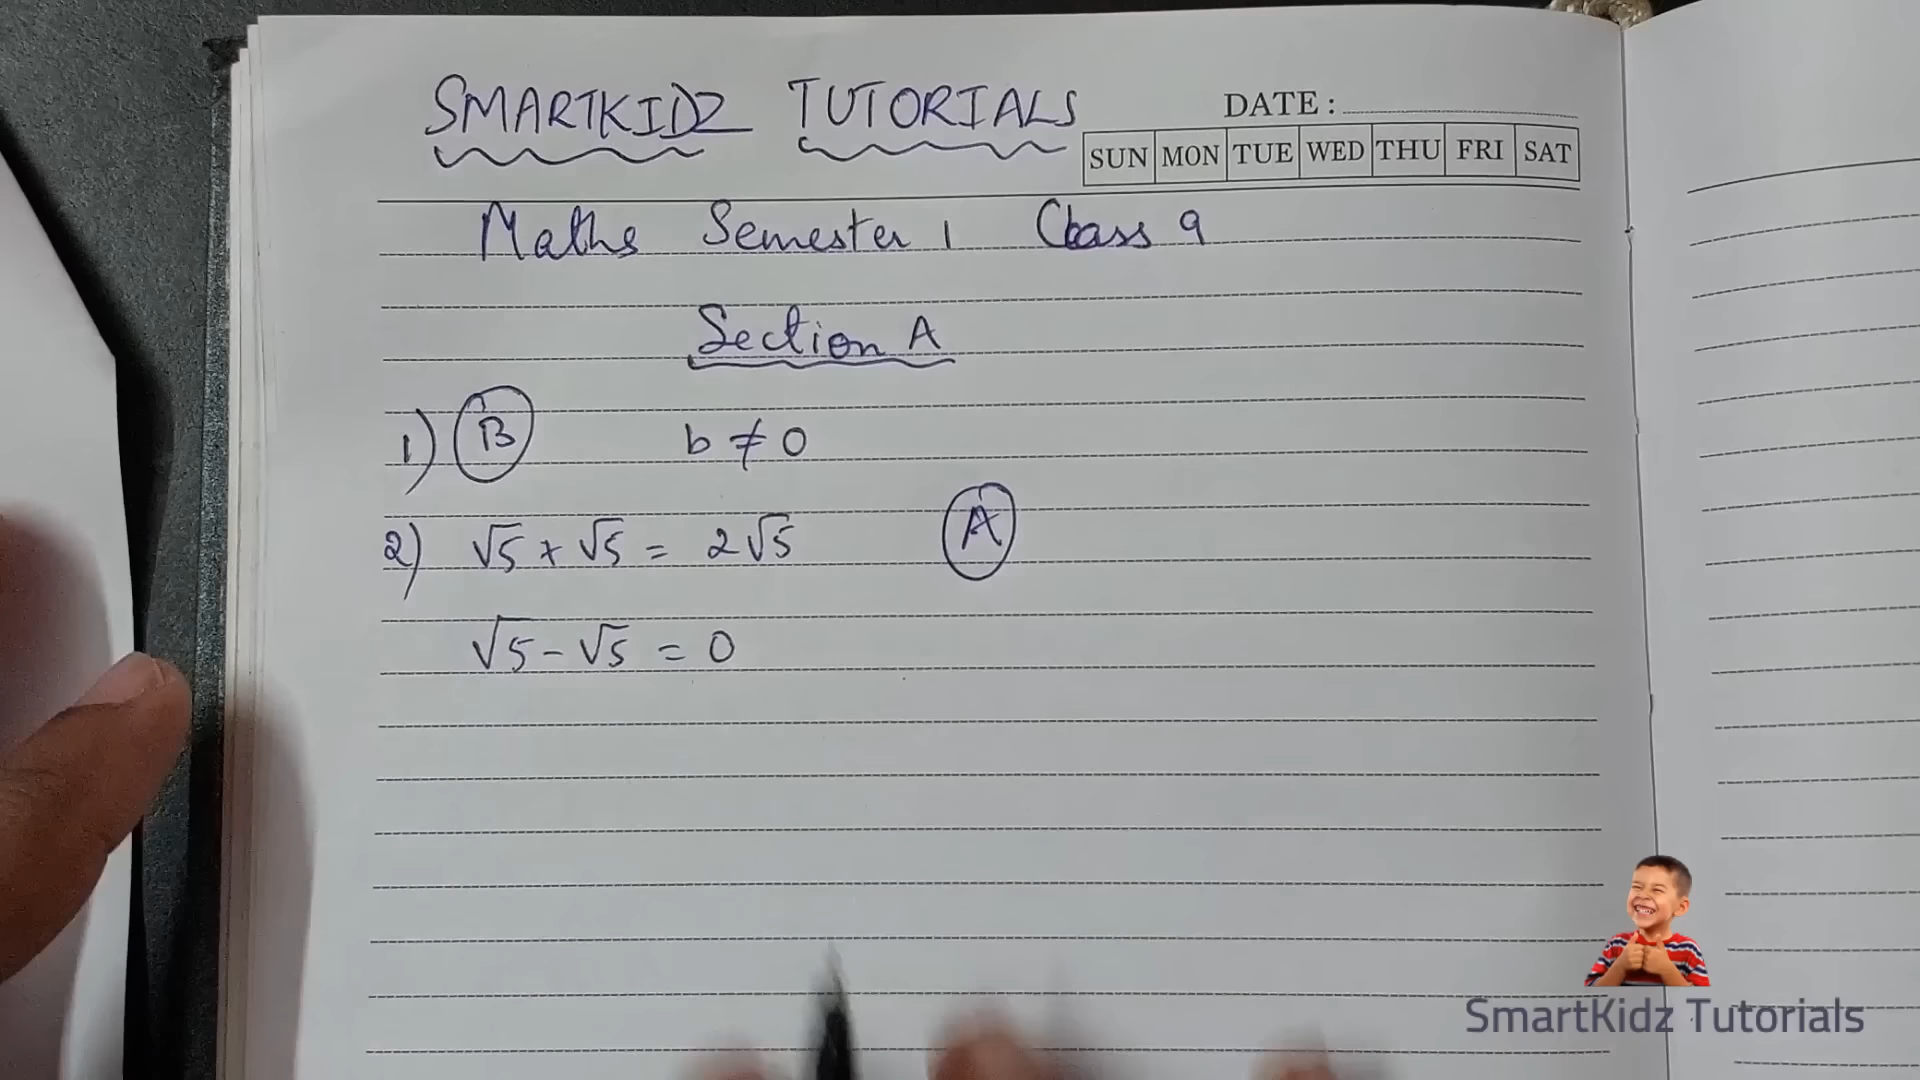 SMARTKIDZ TUTORIALS
DATE :
SUN MON TUE WED THU FRI SAT
Maths Semester 1 Class 9
Section A
1) B b ≠ 0
2) √5 + √5 = 2√5 A
√5 - √5 = 0
SmartKidz Tutorials